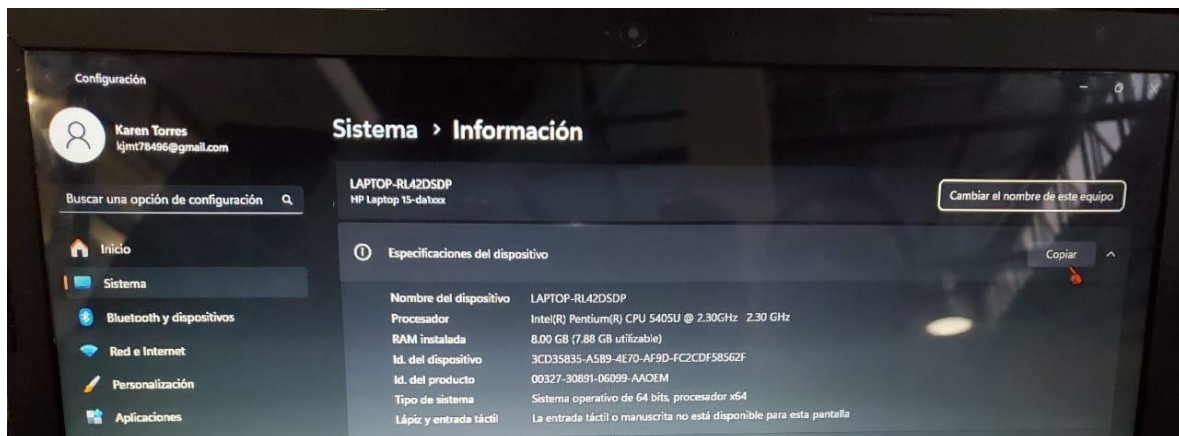 Configuración
Karen Torres
kjmt78496@gmail.com
Buscar una opción de configuración
Inicio
Sistema
Bluetooth y dispositivos
Red e Internet
Personalización
Aplicaciones
Sistema > Información
LAPTOP-RL42DSDP
HP Laptop 15-da1xxx
Cambiar el nombre de este equipo
Especificaciones del dispositivo
Copiar
Nombre del dispositivo LAPTOP-RL42DSDP
Procesador Intel(R) Pentium(R) CPU 5405U @ 2.30GHz 2.30 GHz
RAM instalada 8.00 GB (7.88 GB utilizable)
Id. del dispositivo 3CD35835-A5B9-4E70-AF9D-FC2CDF58562F
Id. del producto 00327-30891-06099-AAOEM
Tipo de sistema Sistema operativo de 64 bits, procesador x64
Lápiz y entrada táctil La entrada táctil o manuscrita no está disponible para esta pantalla